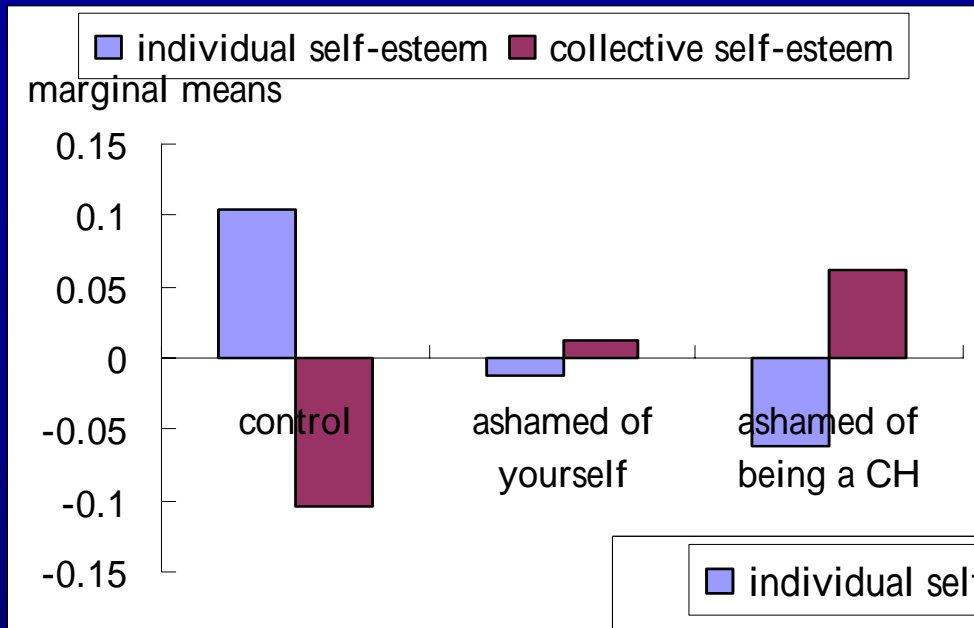 individual self-esteem collective self-esteem
marginal means
0.15
0.1
0.05
0
-0.05
-0.1
-0.15
control
ashamed of
yourself
ashamed of
being a CH
individual sel